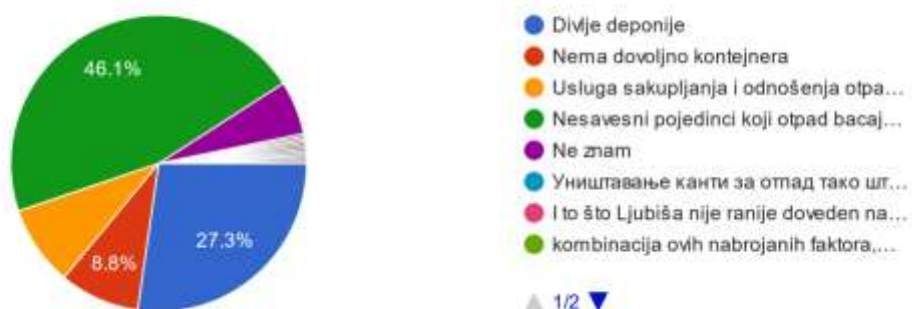 46.1%
27.3%
8.8%
Divlje deponije
Nema dovoljno kontejnera
Usluga sakupljanja i odnošenja otpa...
Nesavesni pojedinci koji otpad bacaj...
Ne znam
Уништавање канти за отпад тако шт...
I to što Ljubiša nije ranije doveden na...
kombinacija ovih nabrojanih faktora,...
1/2